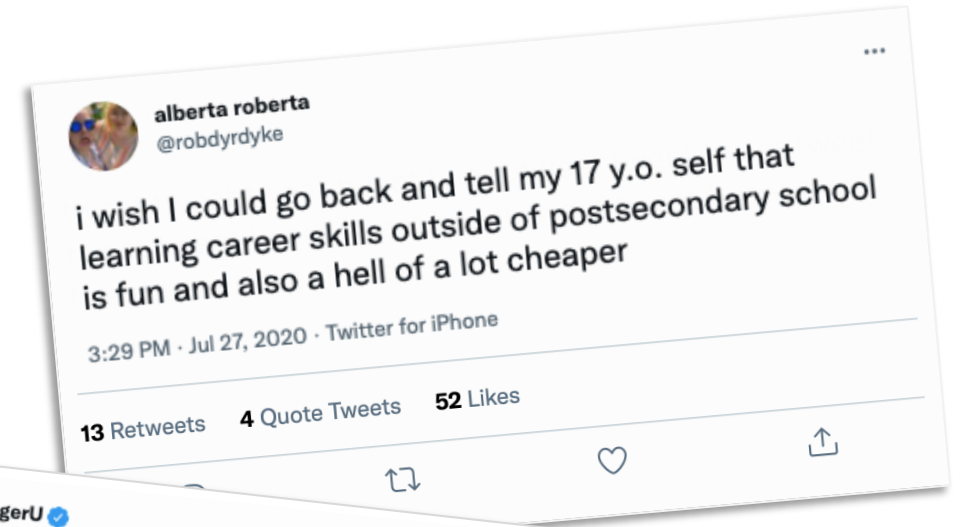 alberta roberta
@robdyrdyke
i wish I could go back and tell my 17 y.o. self that
learning career skills outside of postsecondary school
is fun and also a hell of a lot cheaper
3:29 PM · Jul 27, 2020 · Twitter for iPhone
13 Retweets 4 Quote Tweets 52 Likes
gerU